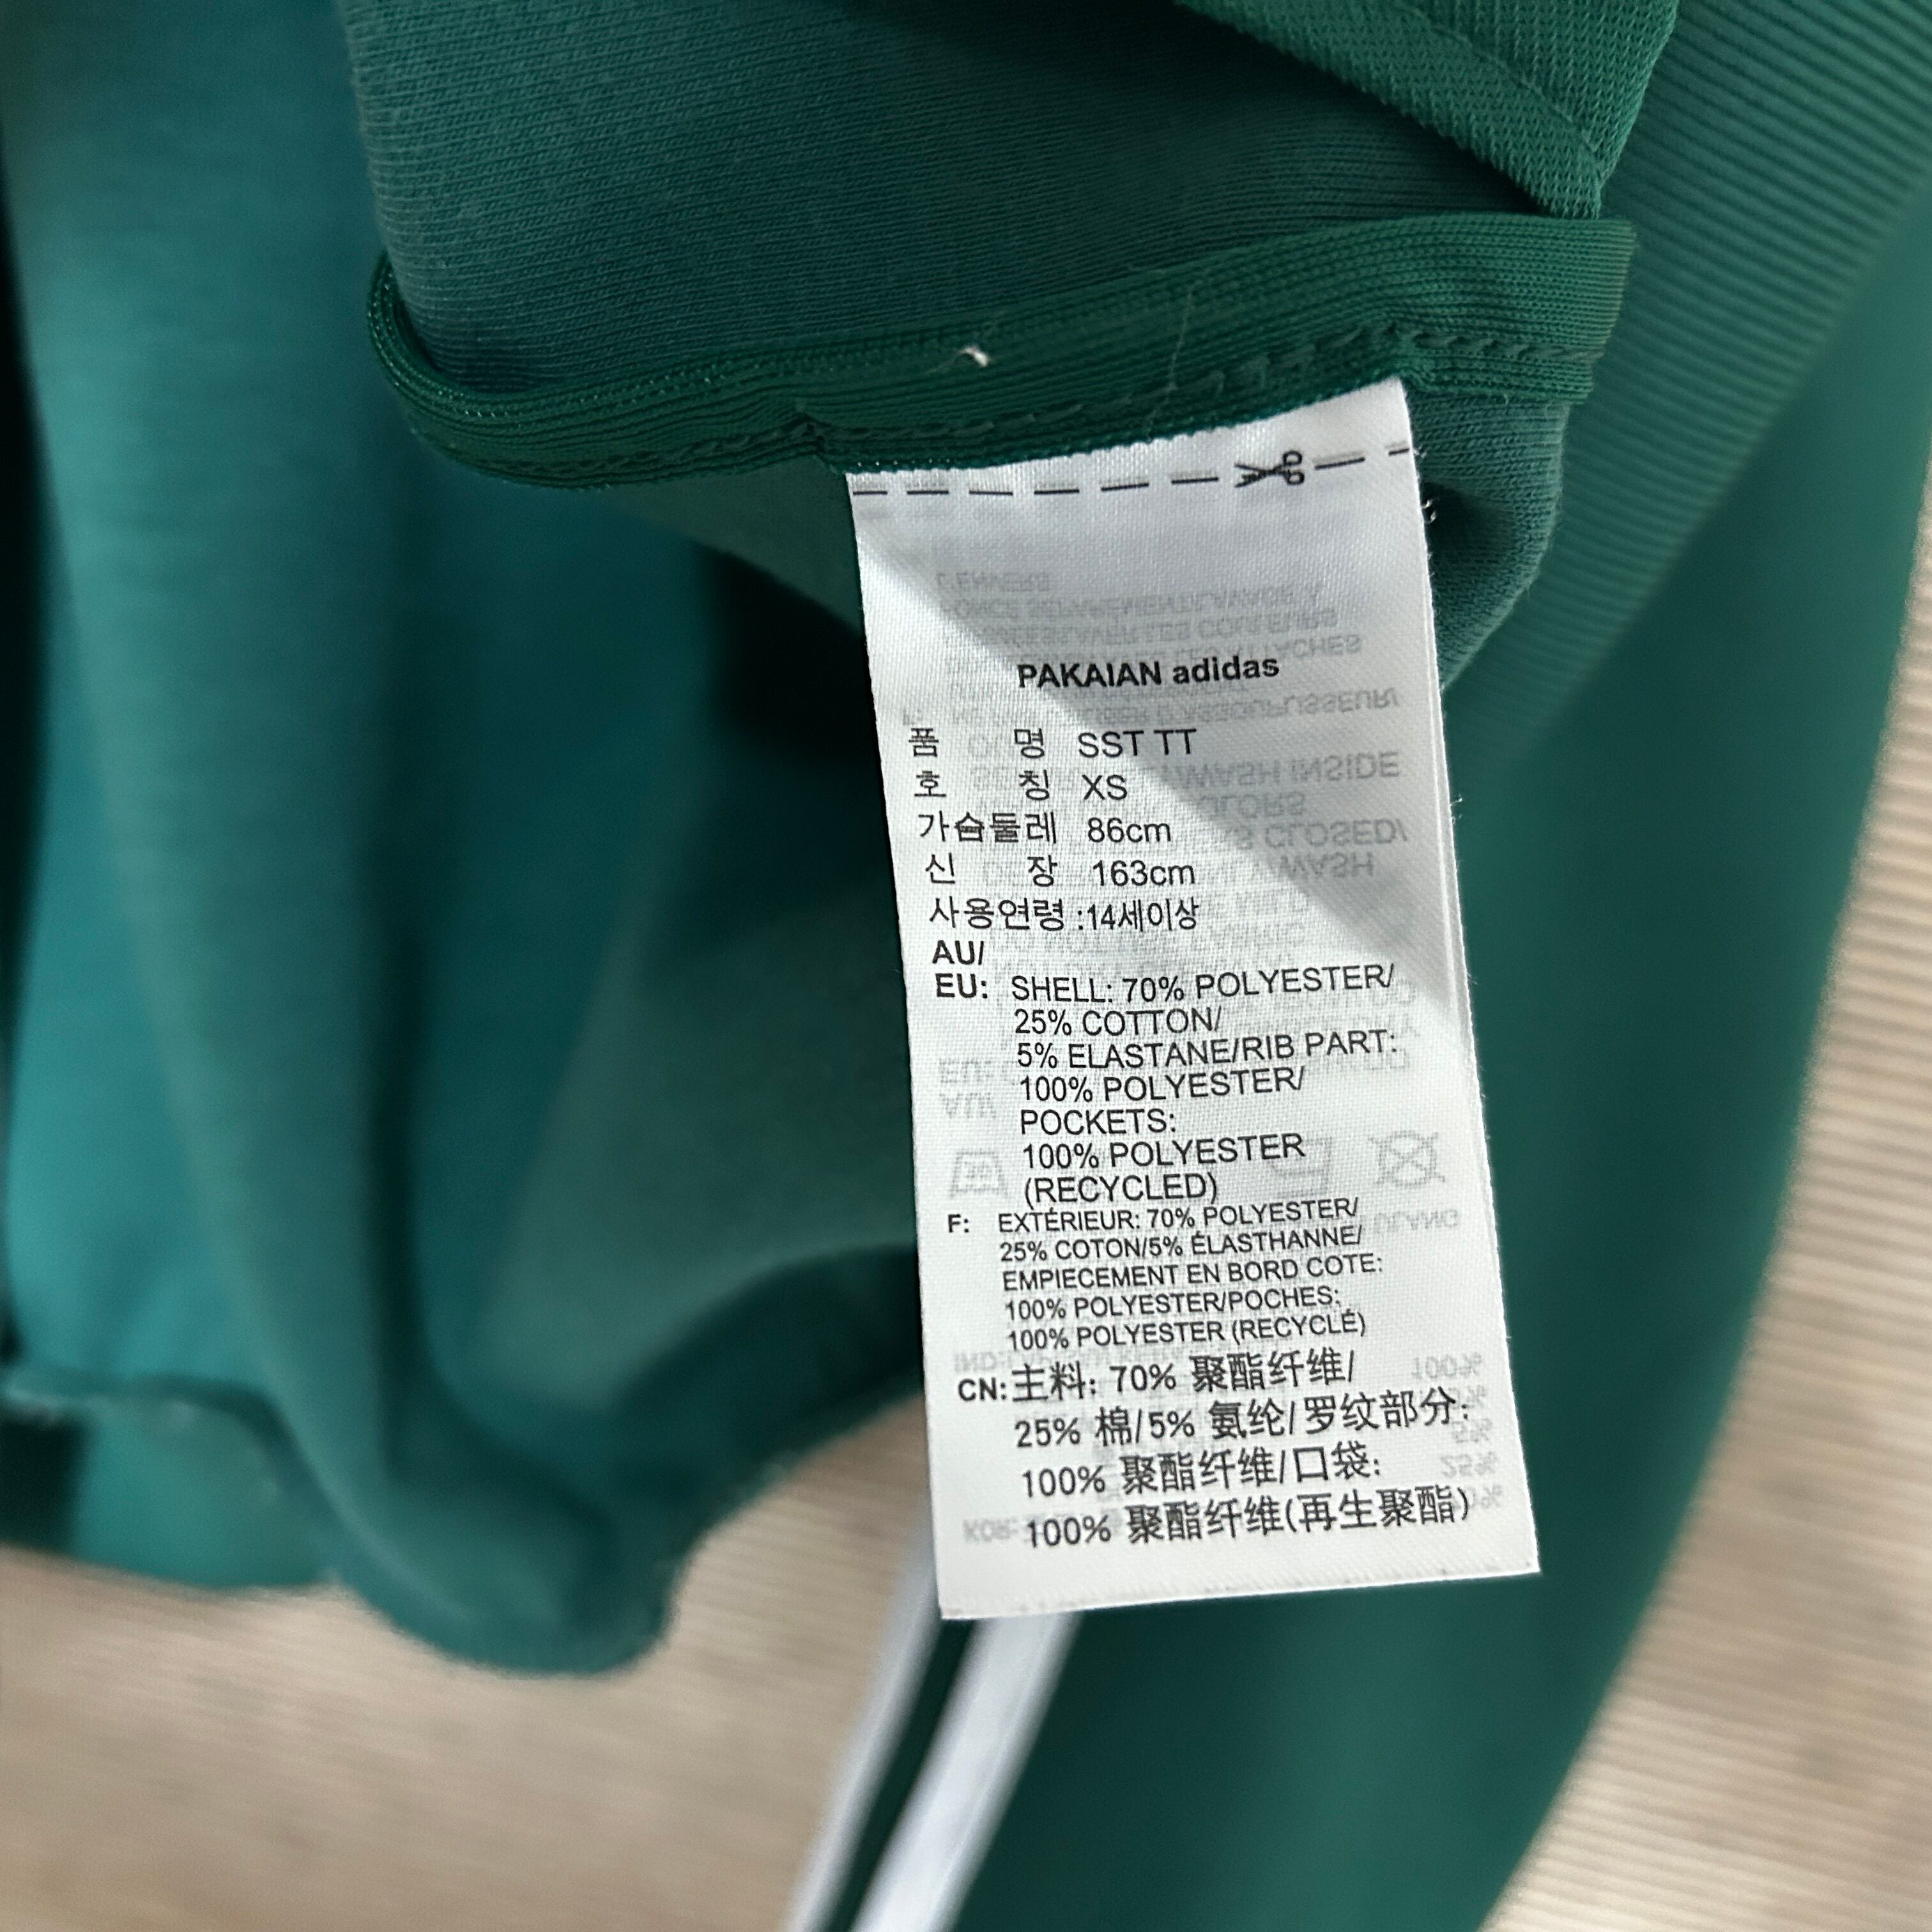 PAKAIAN adidas
품 명 SST TT
호 칭 XS
가슴둘레 86cm
신 장 163cm
사용연령 :14세이상
AU/
EU: SHELL: 70% POLYESTER/
25% COTTON/
5% ELASTANE/RIB PART:
100% POLYESTER/
POCKETS:
100% POLYESTER
(RECYCLED)
F: EXTÉRIEUR: 70% POLYESTER/
25% COTON/5% ÉLASTHANNE/
EMPIECEMENT EN BORD COTE:
100% POLYESTER/POCHES:
100% POLYESTER (RECYCLÉ)
CN: 主料: 70% 聚酯纤维/
25% 棉/5% 氨纶/罗纹部分:
100% 聚酯纤维/口袋:
100% 聚酯纤维(再生聚酯)